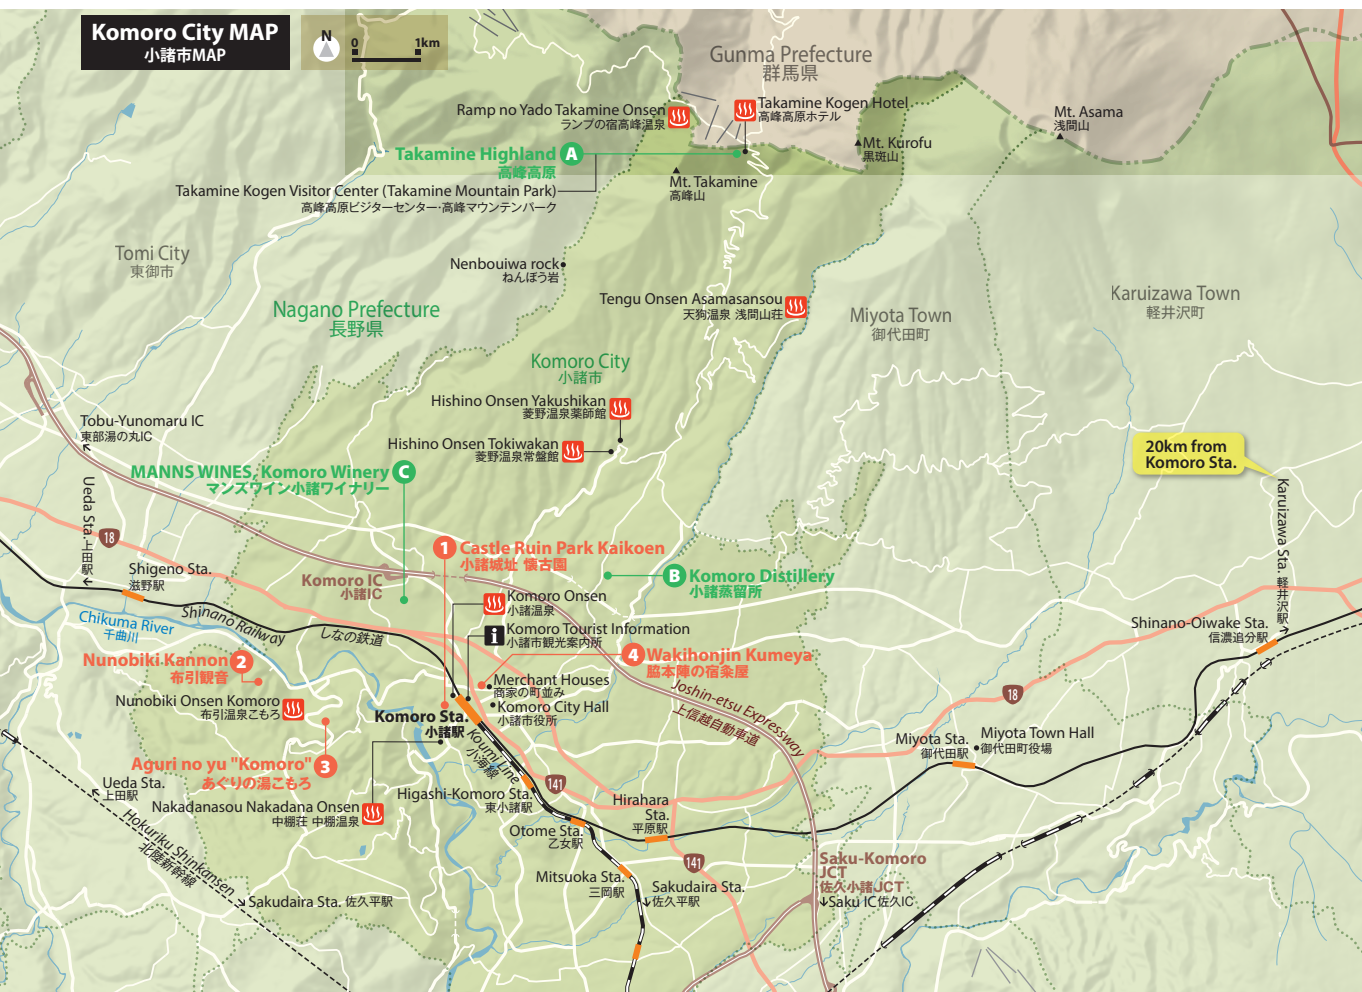 Komoro City MAP
小諸市MAP
N
0 1km
Gunma Prefecture
群馬県
Ramp no Yado Takamine Onsen
ランプの宿高峰温泉
Takamine Kogen Hotel
高峰高原ホテル
Mt. Asama
浅間山
Mt. Kurofu
黒斑山
Takamine Highland A
高峰高原
Mt. Takamine
高峰山
Takamine Kogen Visitor Center (Takamine Mountain Park)
高峰高原ビジターセンター・高峰マウンテンパーク
Tomi City
東御市
Nenbouiwa rock
ねんぼう岩
Nagano Prefecture
長野県
Tengu Onsen Asamasansou
天狗温泉 浅間山荘
Miyota Town
御代田町
Karuizawa Town
軽井沢町
Komoro City
小諸市
Hishino Onsen Yakushikan
菱野温泉薬師館
Hishino Onsen Tokiwakan
菱野温泉常盤館
Tobu-Yunomaru IC
東部湯の丸IC
MANNS WINES, Komoro Winery C
マンズワイン小諸ワイナリー
20km from
Komoro Sta.
Ueda Sta. 上田駅
Karuizawa Sta. 軽井沢駅
18
Shigeno Sta.
滋野駅
1 Castle Ruin Park Kaikoen
小諸城址 懐古園
Komoro IC
小諸IC
B Komoro Distillery
小諸蒸留所
Komoro Onsen
小諸温泉
Chikuma River
千曲川
Shinano Railway しなの鉄道
i Komoro Tourist Information
小諸市観光案内所
Shinano-Oiwake Sta.
信濃追分駅
Nunobiki Kannon 2
布引観音
4 Wakihonjin Kumeya
脇本陣の宿粂屋
Merchant Houses
商家の町並み
Komoro City Hall
小諸市役所
Nunobiki Onsen Komoro
布引温泉こもろ
Komoro Sta.
小諸駅
Joshin-etsu Expressway
上信越自動車道
18
Koumi Line
小海線
Miyota Sta.
御代田駅
Miyota Town Hall
御代田町役場
Aguri no yu "Komoro" 3
あぐりの湯こもろ
Ueda Sta.
上田駅
141
Higashi-Komoro Sta.
東小諸駅
Nakadanasou Nakadana Onsen
中棚荘 中棚温泉
Hirahara
Sta.
平原駅
Otome Sta.
乙女駅
Hokuriku Shinkansen
北陸新幹線
141
Saku-Komoro
JCT
佐久小諸JCT
Mitsuoka Sta.
三岡駅
Sakudaira Sta.
佐久平駅
Saku IC 佐久IC
Sakudaira Sta. 佐久平駅